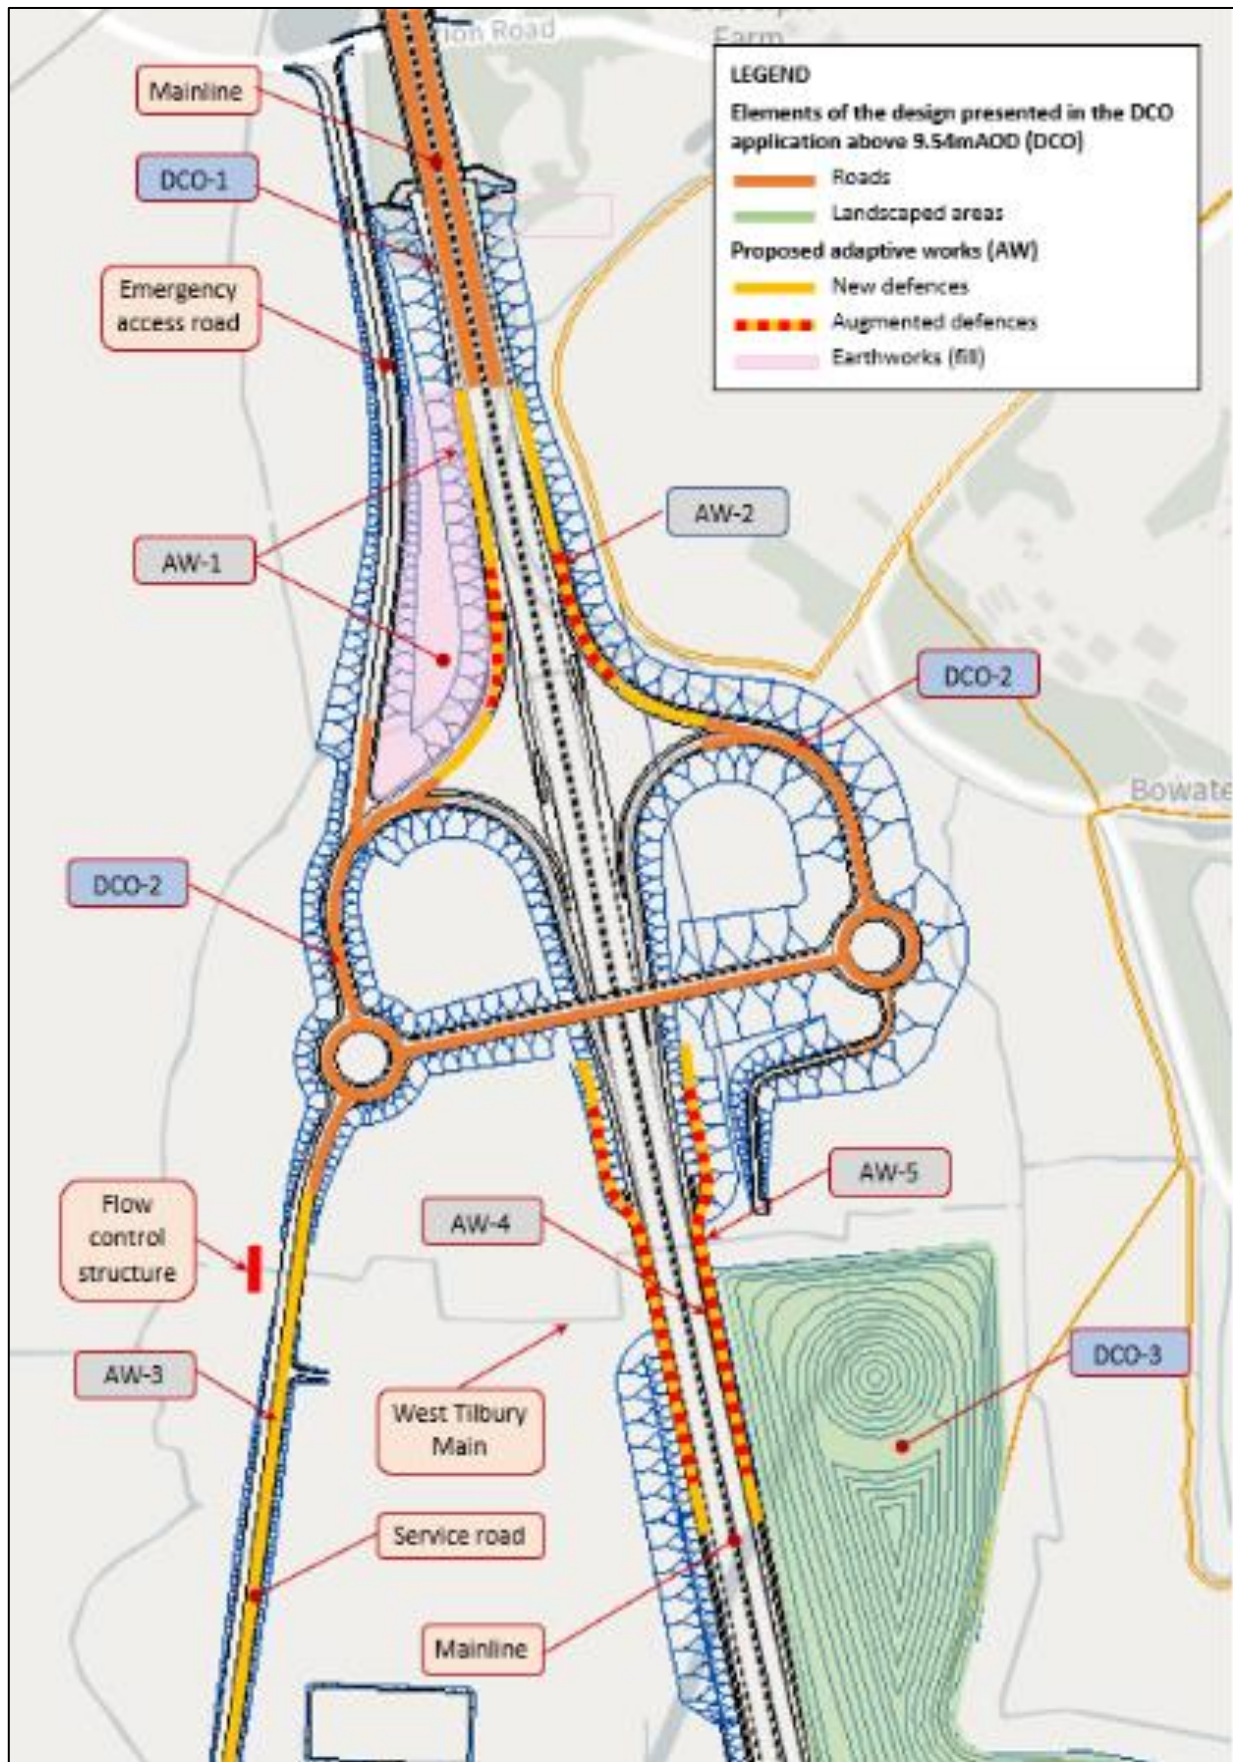 tion Road
Farm
Mainline
DCO-1
Emergency
access road
AW-1
LEGEND
Elements of the design presented in the DCO
application above 9.54mAOD (DCO)
Roads
Landscaped areas
Proposed adaptive works (AW)
New defences
Augmented defences
Earthworks (fill)
AW-2
DCO-2
Bowate
DCO-2
AW-5
Flow
control
structure
AW-4
AW-3
DCO-3
West Tilbury
Main
Service road
Mainline